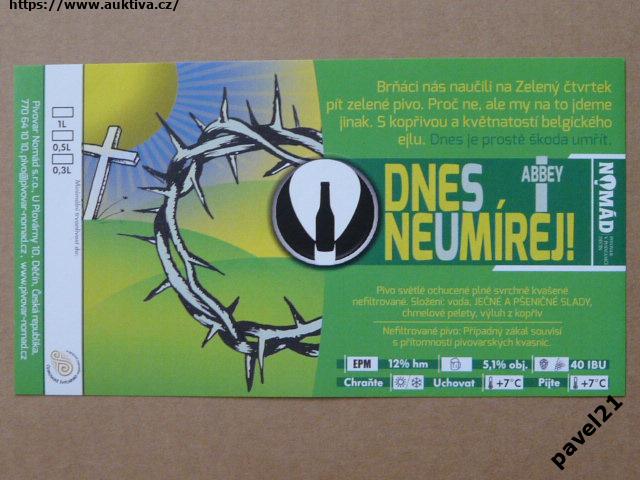 https://www.auktiva.cz/
Brňáci nás naučili na Zelený čtvrtek
pít zelené pivo. Proč ne, ale my na to jdeme
jinak. S kopřivou a květnatostí belgického
ejlu. Dnes je prostě škoda umřít.
DNES
NEUMÍREJ!
ABBEY
NOMÁD
Pivo světlé ochucené plné svrchně kvašené
nefiltrované. Složení: voda, JEČNÉ A PŠENIČNÉ SLADY,
chmelové pelety, výluh z kopřiv
Nefiltrované pivo: Případný zákal souvisí
s přítomností pivovarských kvasnic.
EPM 12% hm 5,1% obj. 40 IBU
Chraňte Uchovat +7°C Pijte +7°C
1L
0,5L
0,3L
Minimální trvanlivost do:
Pivovar Nomád s.r.o., U Plovárny 10, Děčín, Česká republika,
770 64 10 10, pivo@pivovar-nomad.cz, www.pivovar-nomad.cz
pavel21